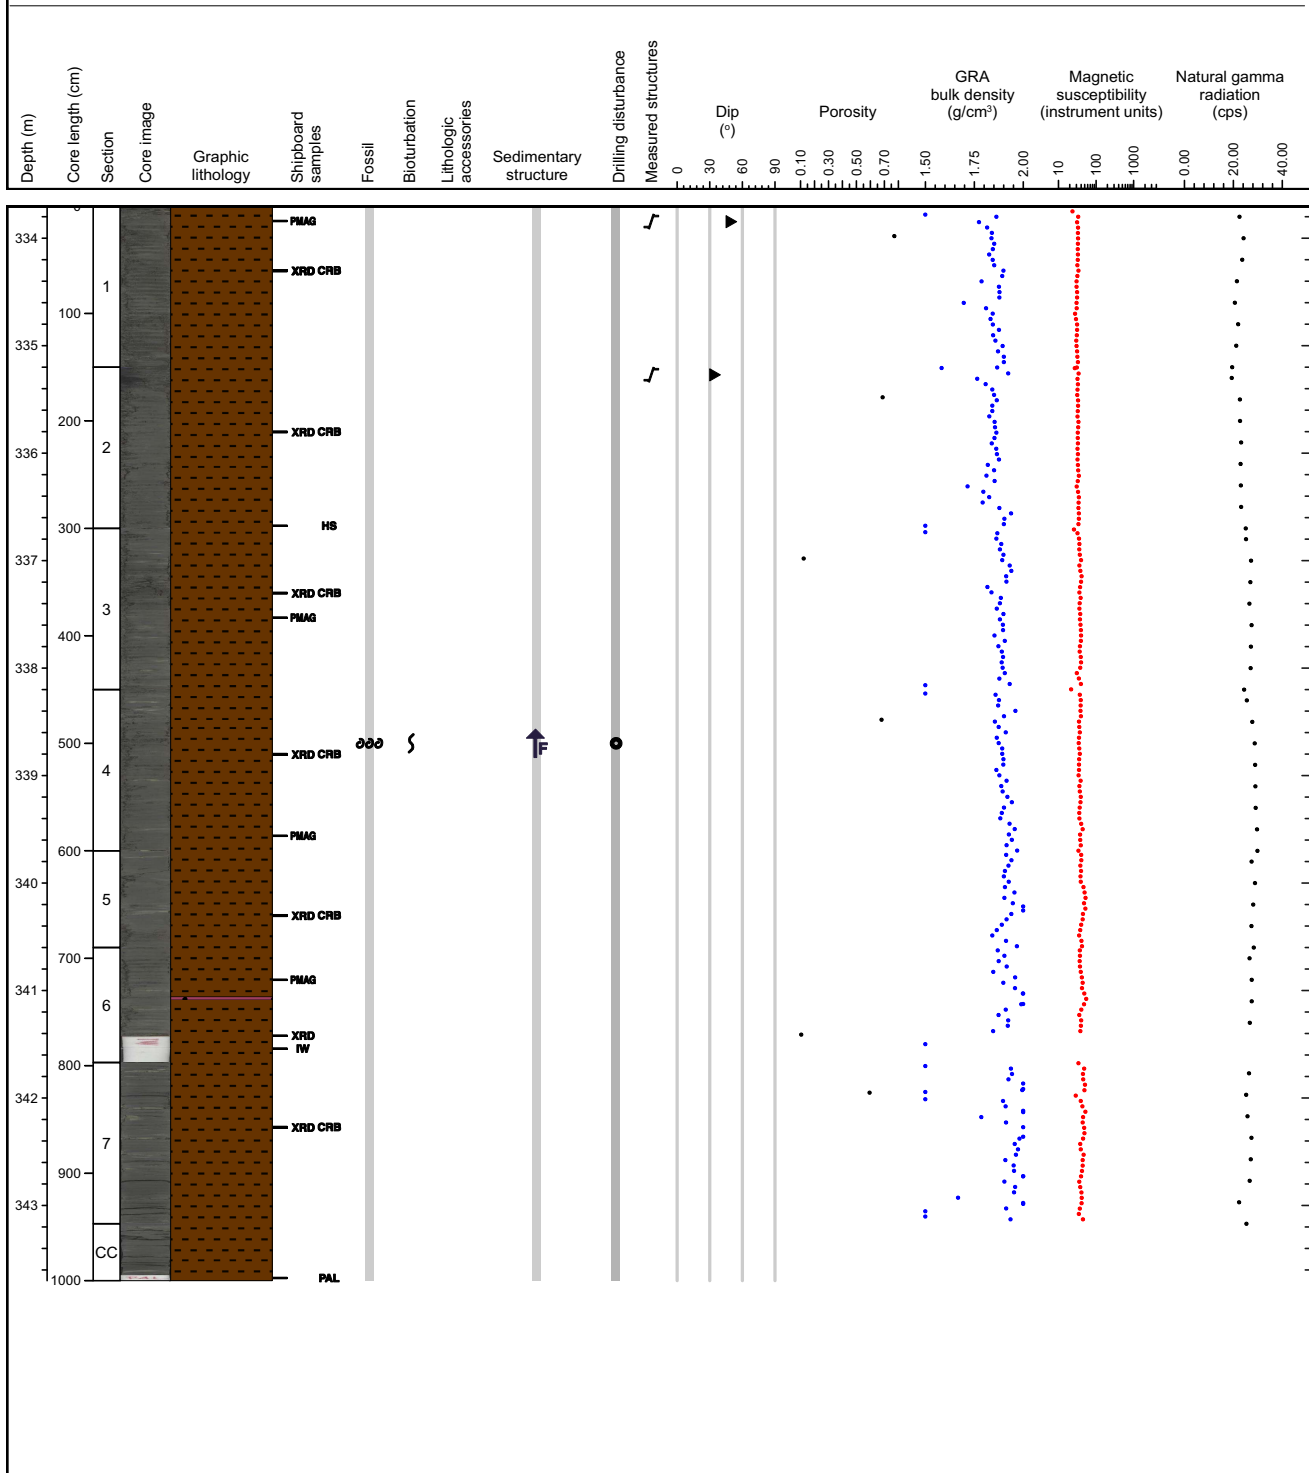 Depth (m)
Core length (cm)
Section
Core image
Graphic
lithology
Shipboard
samples
Fossil
Bioturbation
Lithologic
accessories
Sedimentary
structure
Drilling disturbance
Measured structures
Dip
(°)
0 30 60 90
Porosity
0.10 0.30 0.50 0.70
GRA
bulk density
(g/cm³)
1.50 1.75 2.00
Magnetic
susceptibility
(instrument units)
10 100 1000
Natural gamma
radiation
(cps)
0.00 20.00 40.00
0
PMAG
334
XRD CRB
1
100
335
200
XRD CRB
2
336
HS
300
337
XRD CRB
3
PMAG
400
338
500
F
XRD CRB
4
339
PMAG
600
340
5
XRD CRB
700
PMAG
341
6
XRD
IW
800
342
XRD CRB
7
900
343
CC
PAL
1000